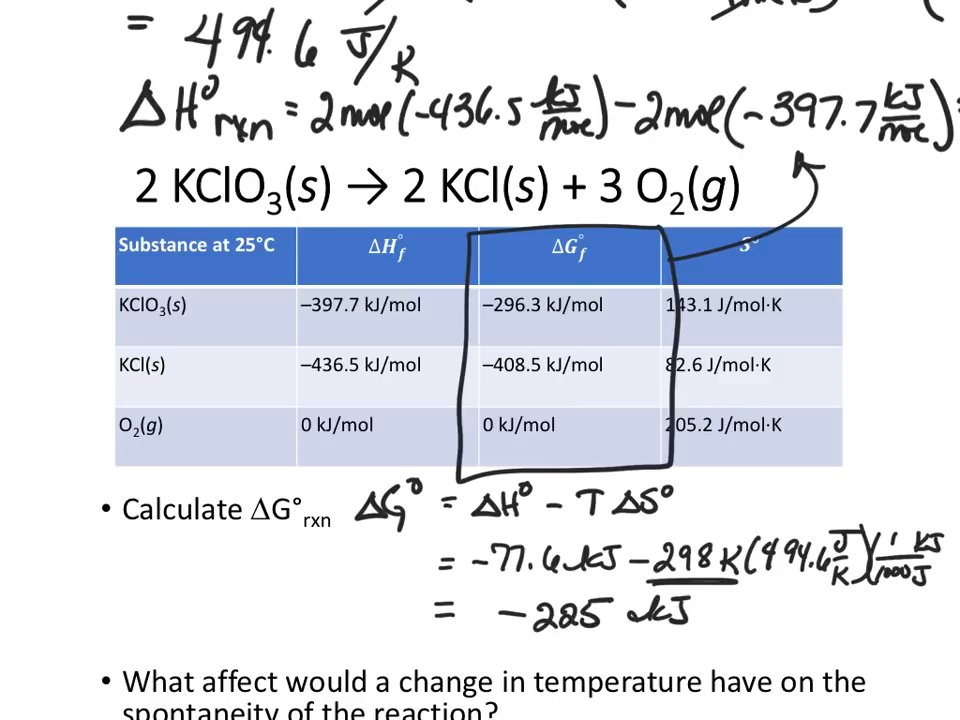 = 494.6 J/K
ΔH°rxn = 2mol(-436.5 kJ/mol) - 2mol(-397.7 kJ/mol) =
2 KClO₃(s) → 2 KCl(s) + 3 O₂(g)
Substance at 25°C ΔH°f ΔG°f S°
KClO₃(s) –397.7 kJ/mol –296.3 kJ/mol 143.1 J/mol·K
KCl(s) –436.5 kJ/mol –408.5 kJ/mol 82.6 J/mol·K
O₂(g) 0 kJ/mol 0 kJ/mol 205.2 J/mol·K
• Calculate ΔG°rxn ΔG° = ΔH° - TΔS°
= -77.6 kJ - 298 K (494.6 J/K)(1 kJ/1000 J)
= -225 kJ
• What affect would a change in temperature have on the
spontaneity of the reaction?